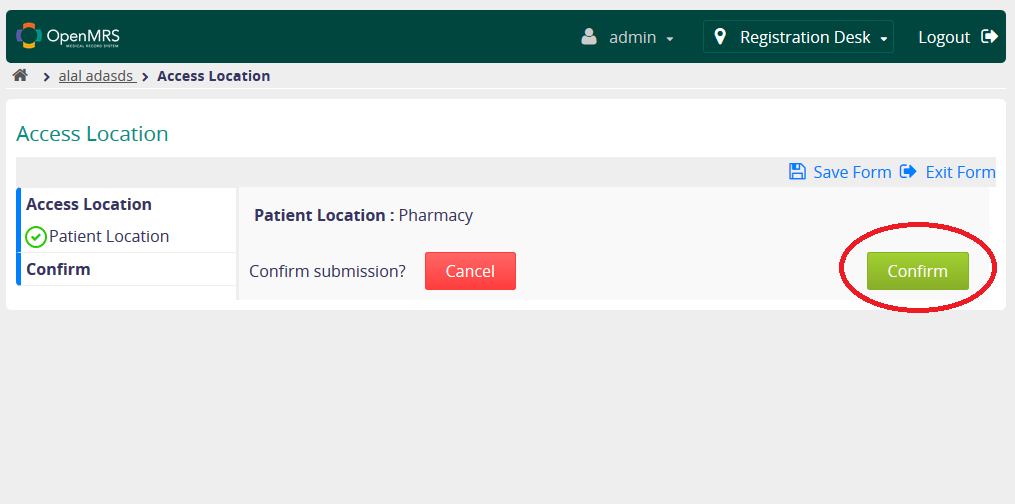 OpenMRS
MEDICAL RECORD SYSTEM
admin
Registration Desk
Logout
alal adasds
Access Location
Access Location
Save Form
Exit Form
Access Location
Patient Location
Confirm
Patient Location : Pharmacy
Confirm submission?
Cancel
Confirm